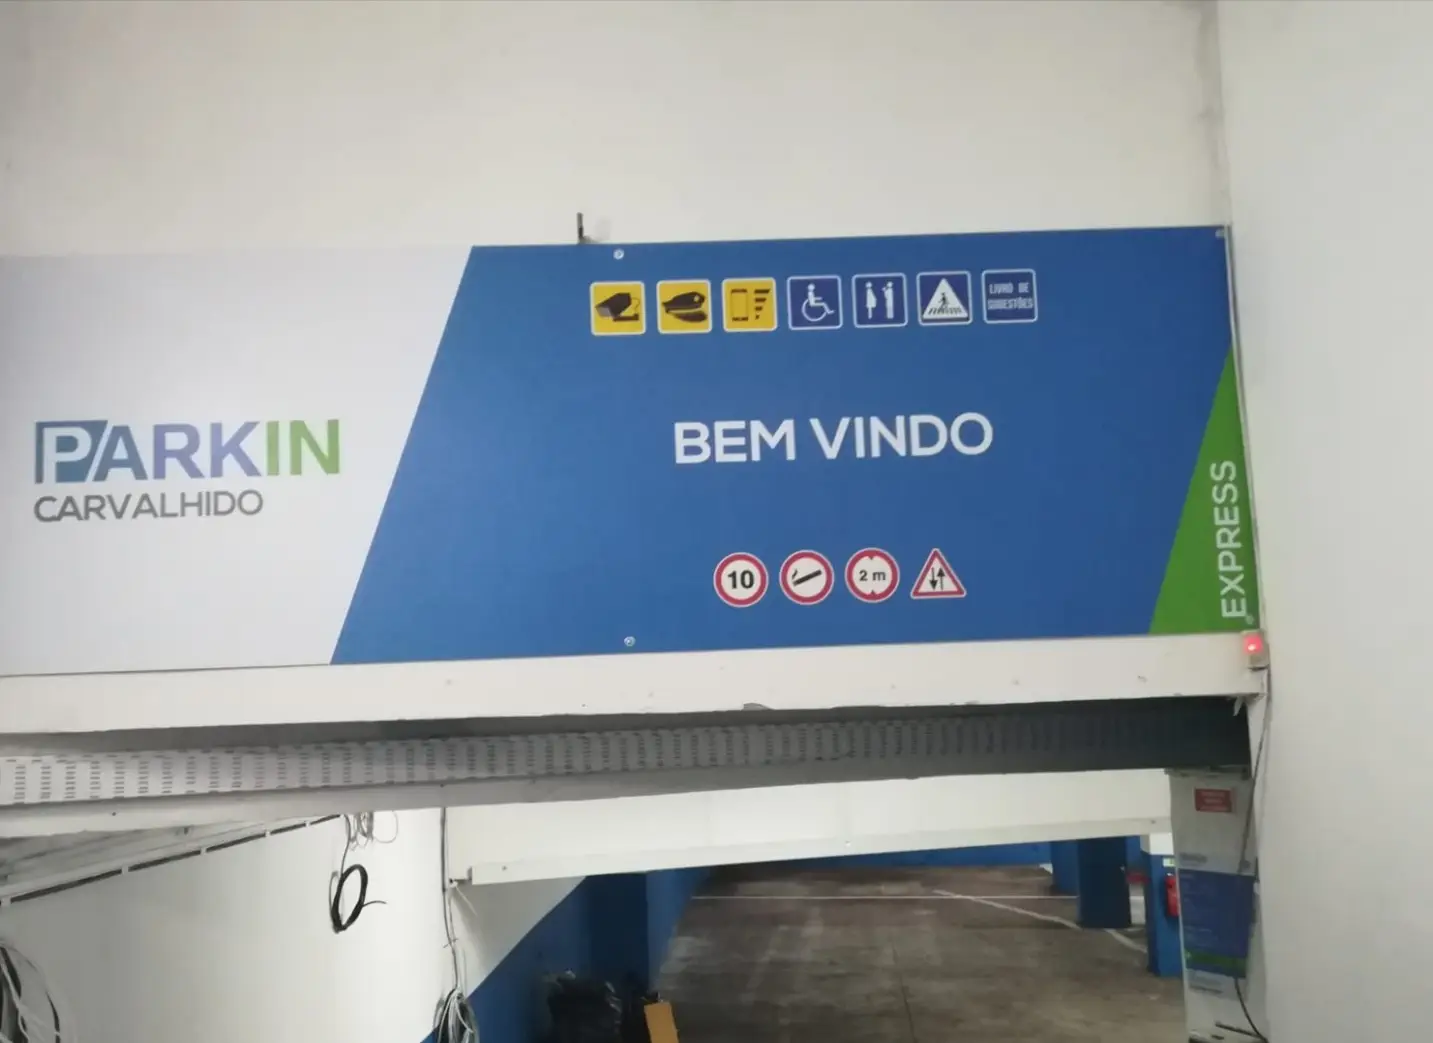 LIVRO DE
SUGESTÕES
PARKIN
CARVALHIDO
BEM VINDO
10
2 m
EXPRESS